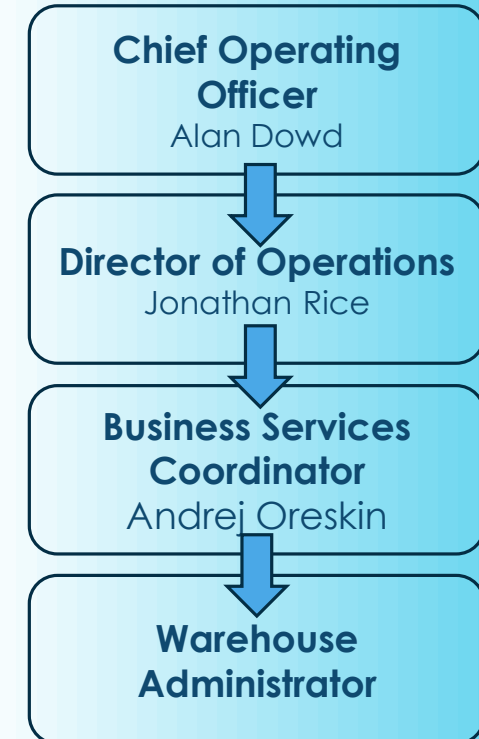 Chief Operating
Officer
Alan Dowd
Director of Operations
Jonathan Rice
Business Services
Coordinator
Andrej Oreskin
Warehouse
Administrator